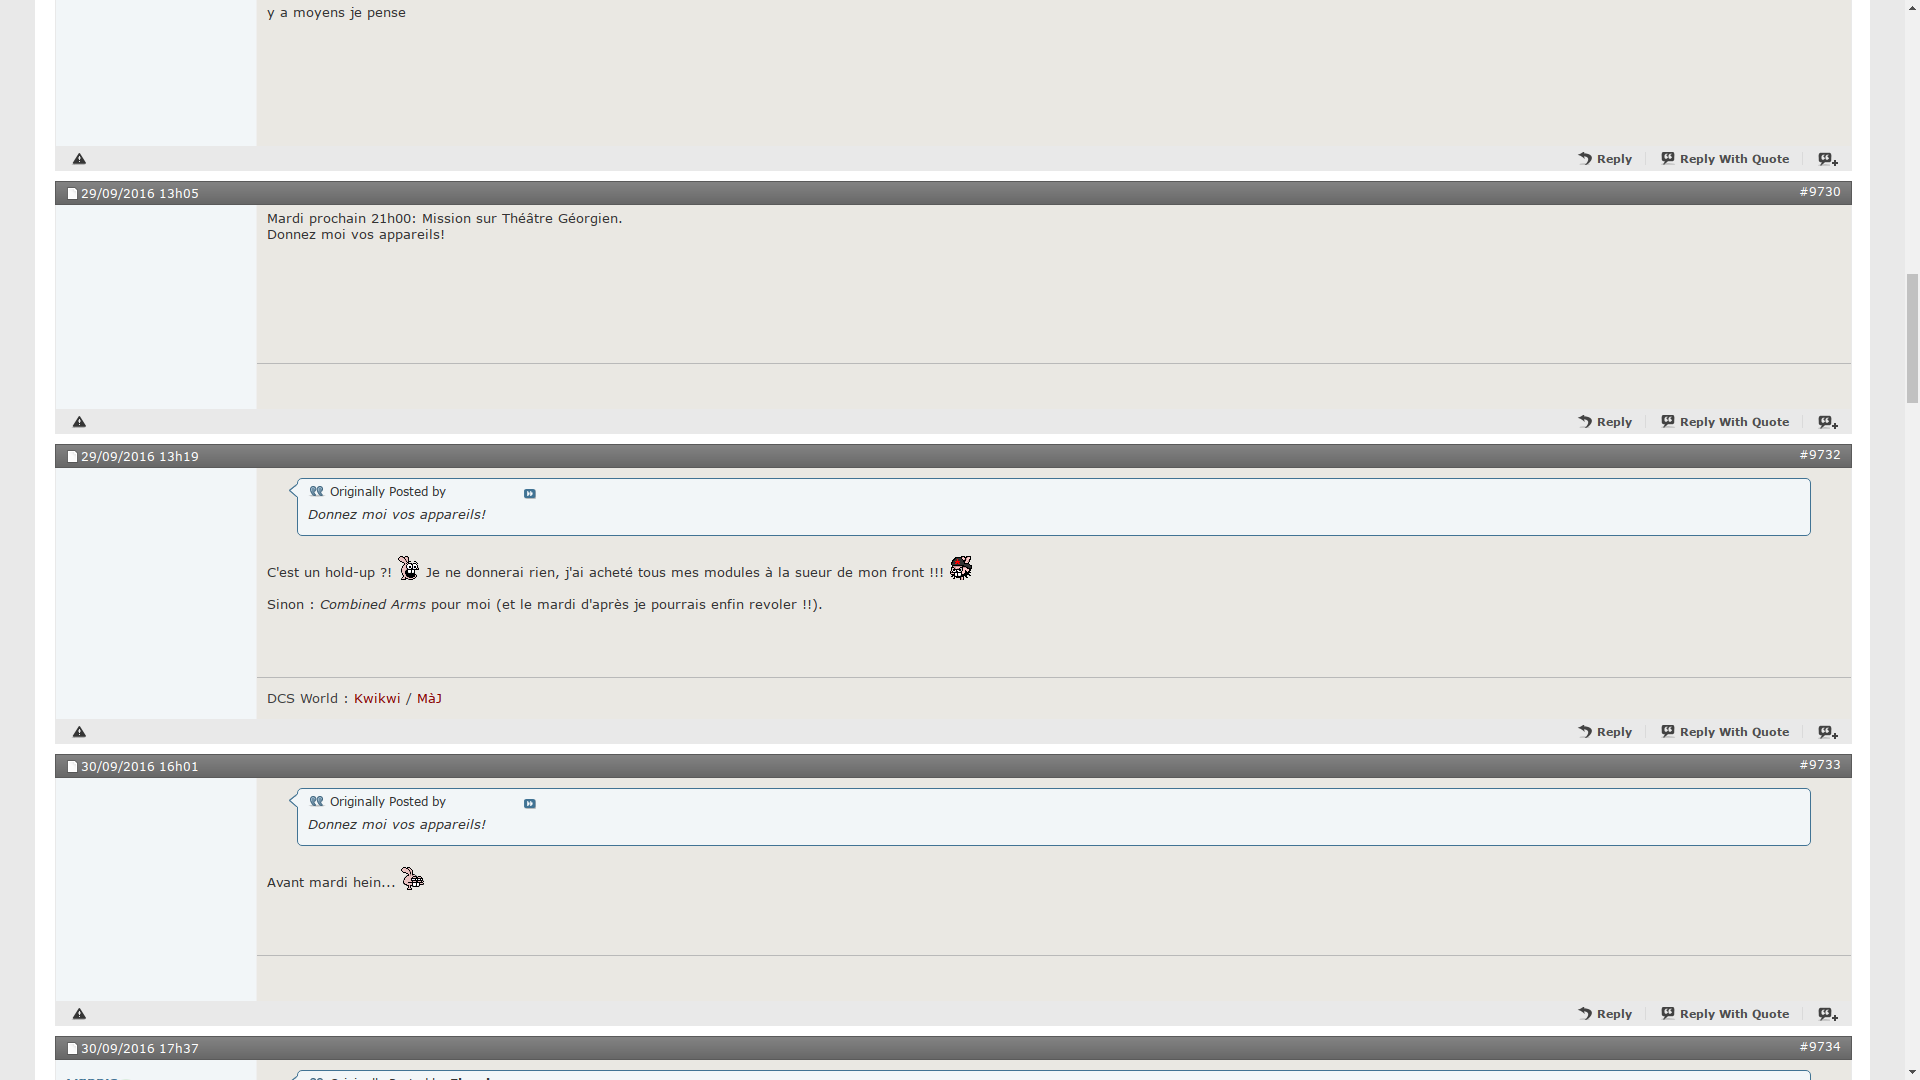 y a moyens je pense
Reply
Reply With Quote
29/09/2016 13h05
#9730
Mardi prochain 21h00: Mission sur Théâtre Géorgien.
Donnez moi vos appareils!
Reply
Reply With Quote
29/09/2016 13h19
#9732
Originally Posted by
Donnez moi vos appareils!
C'est un hold-up ?! Je ne donnerai rien, j'ai acheté tous mes modules à la sueur de mon front !!!
Sinon : Combined Arms pour moi (et le mardi d'après je pourrais enfin revoler !!).
DCS World : Kwikwi / MàJ
Reply
Reply With Quote
30/09/2016 16h01
#9733
Originally Posted by
Donnez moi vos appareils!
Avant mardi hein...
Reply
Reply With Quote
30/09/2016 17h37
#9734
Originally Posted by